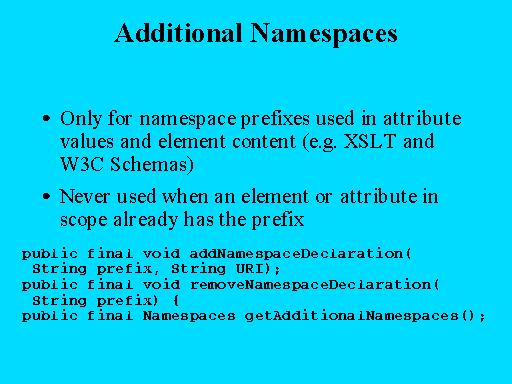 Additional Namespaces
• Only for namespace prefixes used in attribute
values and element content (e.g. XSLT and
W3C Schemas)
• Never used when an element or attribute in
scope already has the prefix
public final void addNamespaceDeclaration(
String prefix, String URI);
public final void removeNamespaceDeclaration(
String prefix) {
public final Namespaces getAdditionalNamespaces();